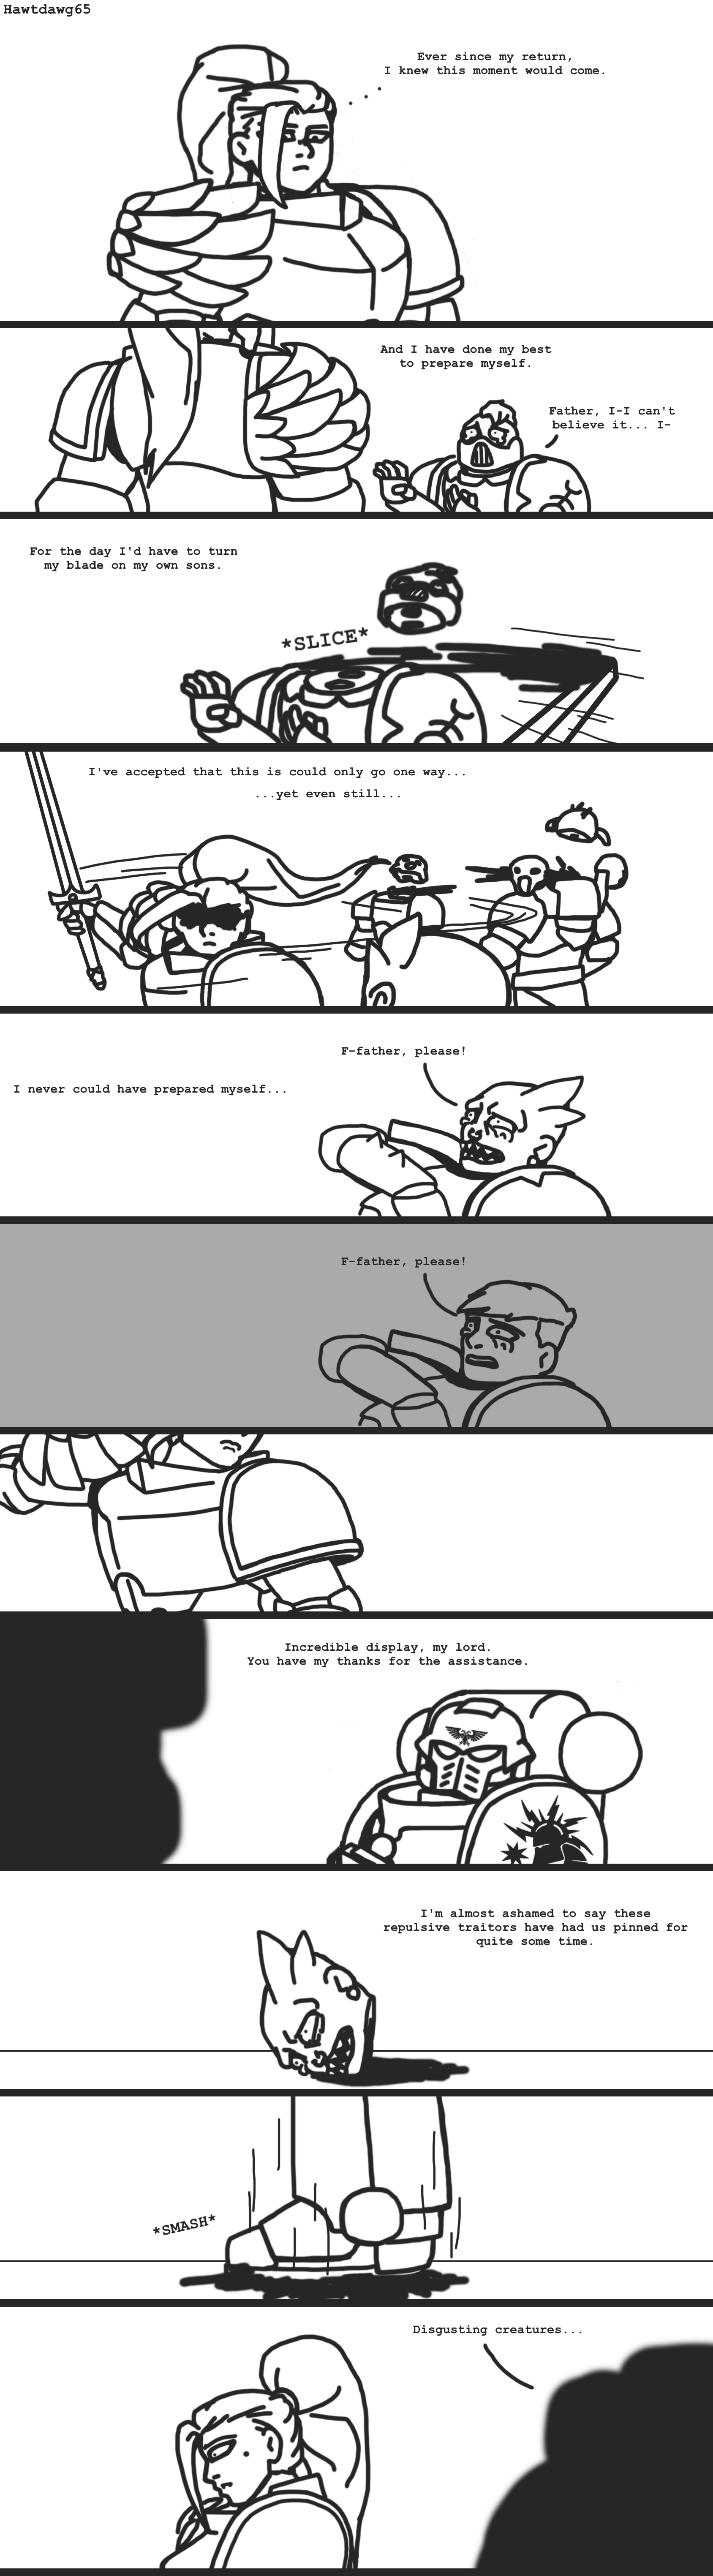 Hawtdawg65
Ever since my return,
I knew this moment would come.
And I have done my best
to prepare myself.
Father, I-I can't
believe it... I-
For the day I'd have to turn
my blade on my own sons.
*SLICE*
I've accepted that this is could only go one way...
...yet even still...
F-father, please!
I never could have prepared myself...
F-father, please!
Incredible display, my lord.
You have my thanks for the assistance.
I'm almost ashamed to say these
repulsive traitors have had us pinned for
quite some time.
*SMASH*
Disgusting creatures...